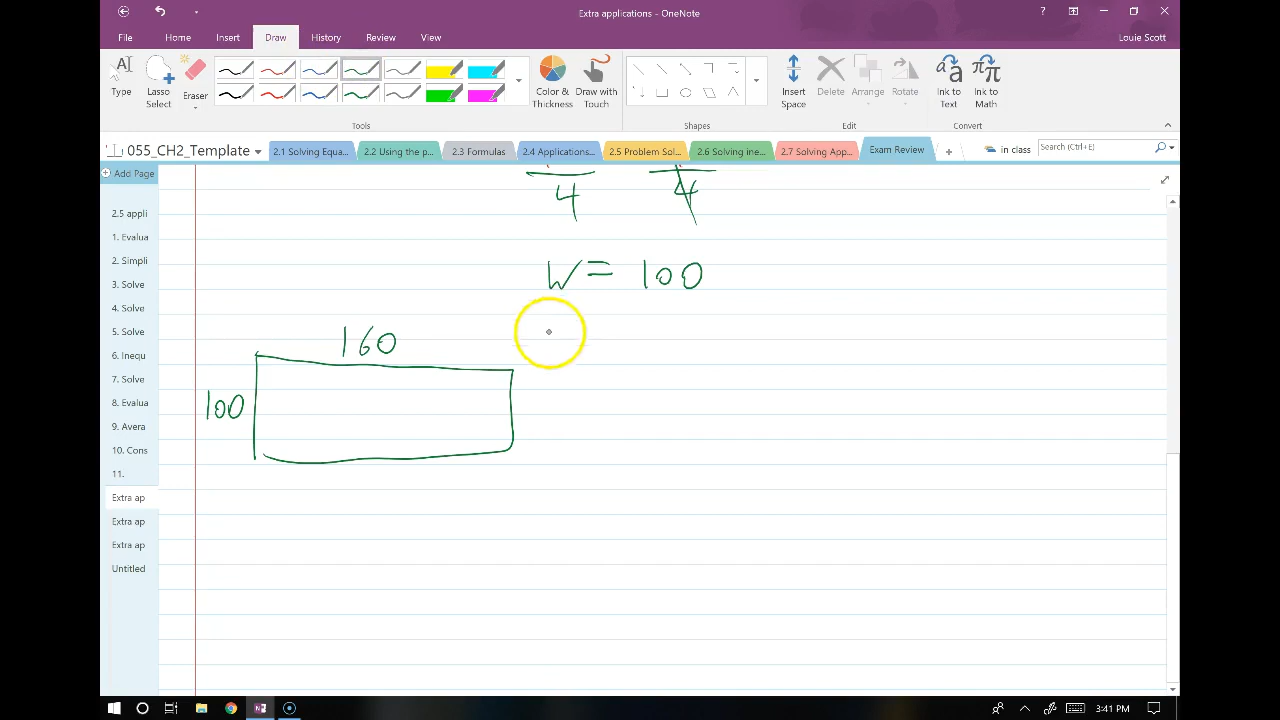 Extra applications - OneNote
Louie Scott
File Home Insert Draw History Review View
Type
Lasso Select
Eraser
Color & Thickness
Draw with Touch
Insert Space
Delete
Arrange
Rotate
Ink to Text
Ink to Math
Tools
Shapes
Edit
Convert
055_CH2_Template
2.1 Solving Equa...
2.2 Using the p...
2.3 Formulas
2.4 Applications...
2.5 Problem Sol...
2.6 Solving ine...
2.7 Solving App...
Exam Review
in class
Search (Ctrl+E)
Add Page
2.5 appli
1. Evalua
2. Simpli
3. Solve
4. Solve
5. Solve
6. Inequ
7. Solve
8. Evalua
9. Avera
10. Cons
11.
Extra ap
Extra ap
Extra ap
Untitled
4 4
W = 100
160
100
3:41 PM